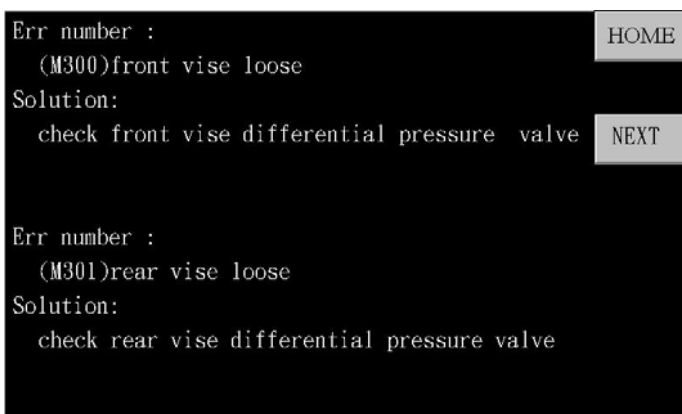 Err number :
(M300)front vise loose
Solution:
check front vise differential pressure valve
Err number :
(M301)rear vise loose
Solution:
check rear vise differential pressure valve
HOME
NEXT